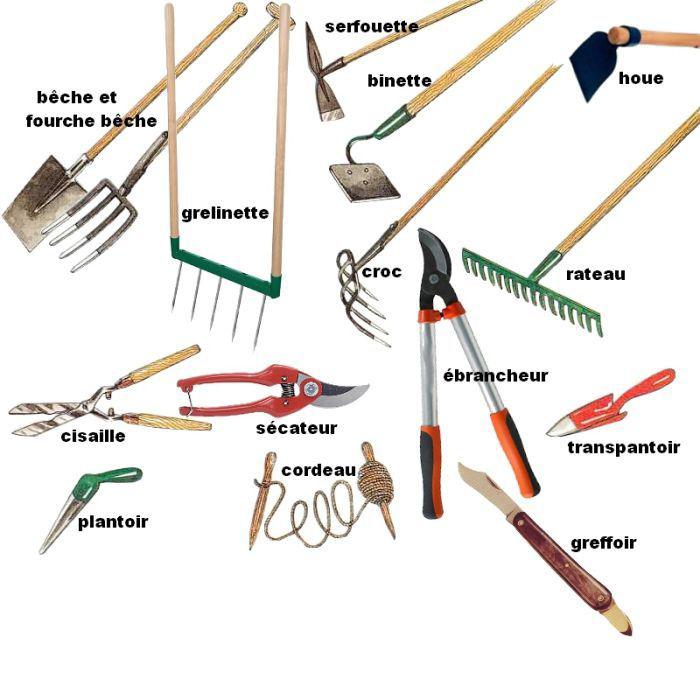 serfouette
binette
houe
bêche et
fourche bêche
grelinette
croc
rateau
ébrancheur
cisaille
sécateur
transpantoir
cordeau
plantoir
greffoir